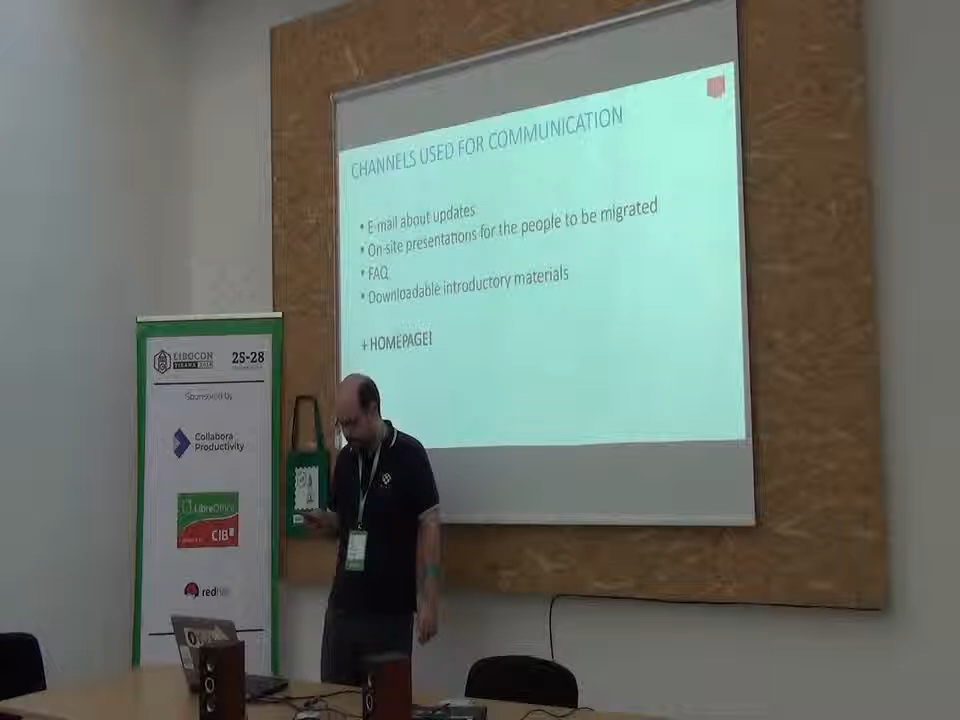 CHANNELS USED FOR COMMUNICATION
• E-mail about updates
• On-site presentations for the people to be migrated
• FAQ
• Downloadable introductory materials
+ HOMEPAGE!
LIBOCON
25-28
Sponsored by
Collabora
Productivity
LibreOffice
CIB
redhat